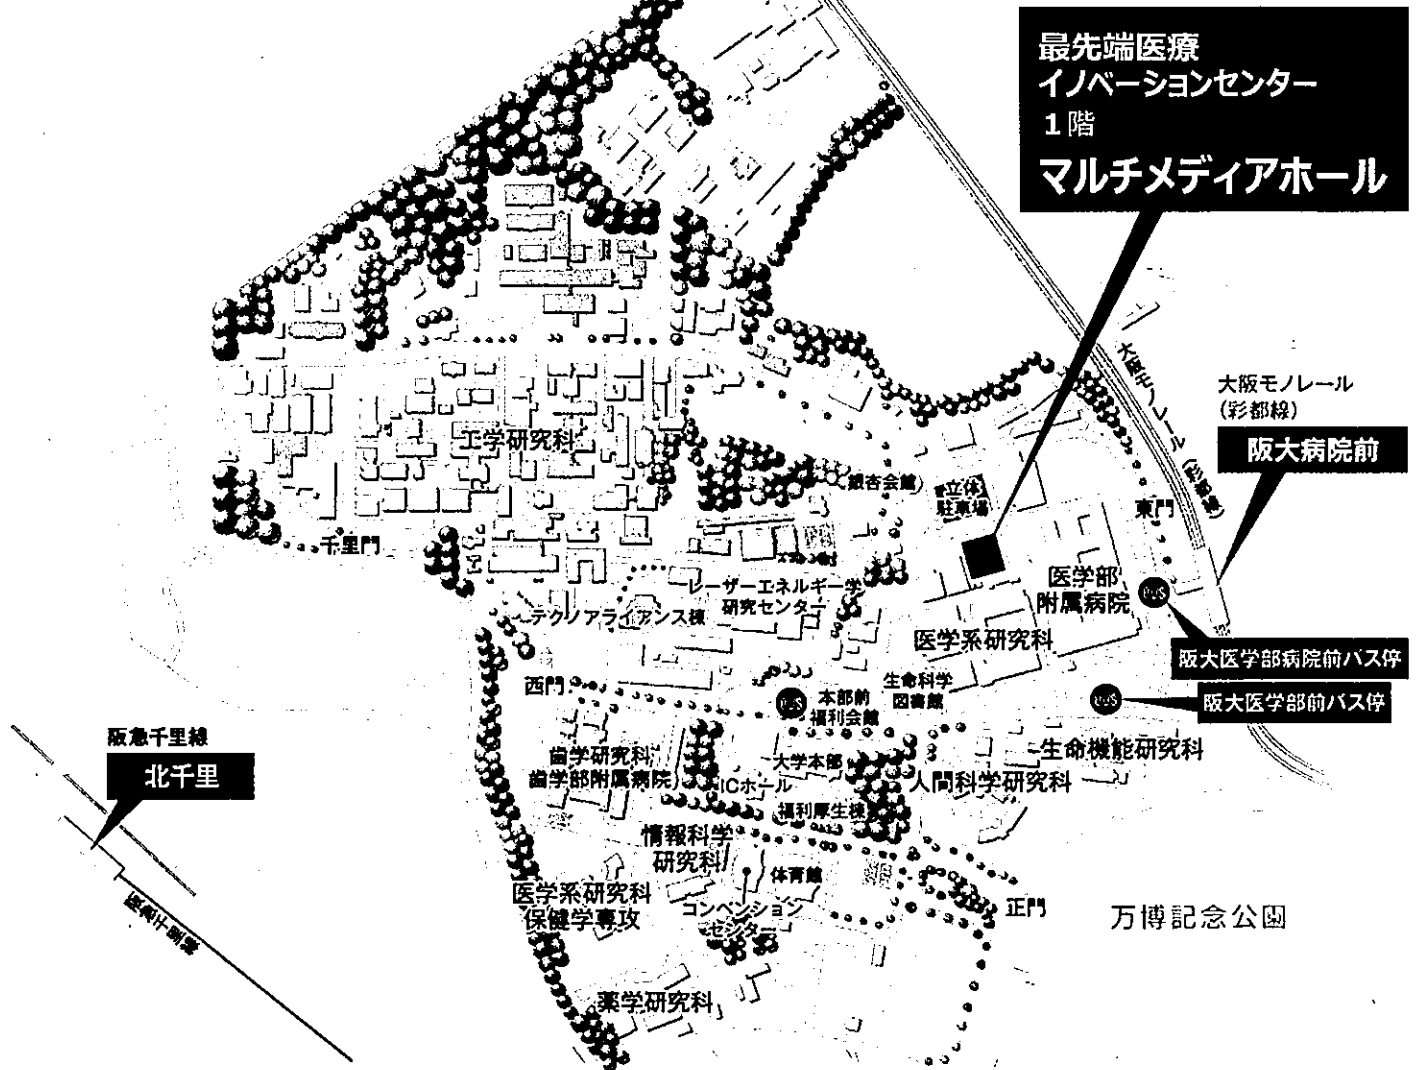 最先端医療
イノベーションセンター
1階
マルチメディアホール
大阪モノレール(彩都線)
大阪モノレール
(彩都線)
阪大病院前
工学研究科
銀杏会館
立体
駐車場
東門
千里門
レーザーエネルギー学
研究センター
医学部
附属病院
テクノアライアンス棟
医学系研究科
阪大医学部病院前バス停
西門
BUS
本部前
福利会館
生命科学
図書館
阪大医学部前バス停
阪急千里線
北千里
歯学研究科
歯学部附属病院
ICホール
大学本部
生命機能研究科
人間科学研究科
福利厚生棟
情報科学
研究科
体育館
医学系研究科
保健学専攻
コンベンション
センター
正門
万博記念公園
阪急千里線
薬学研究科